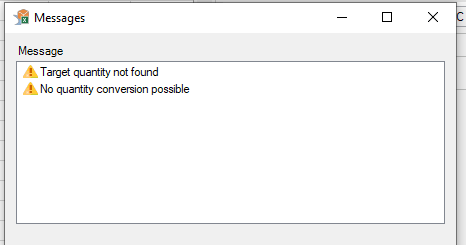 Messages
C
Message
Target quantity not found
No quantity conversion possible